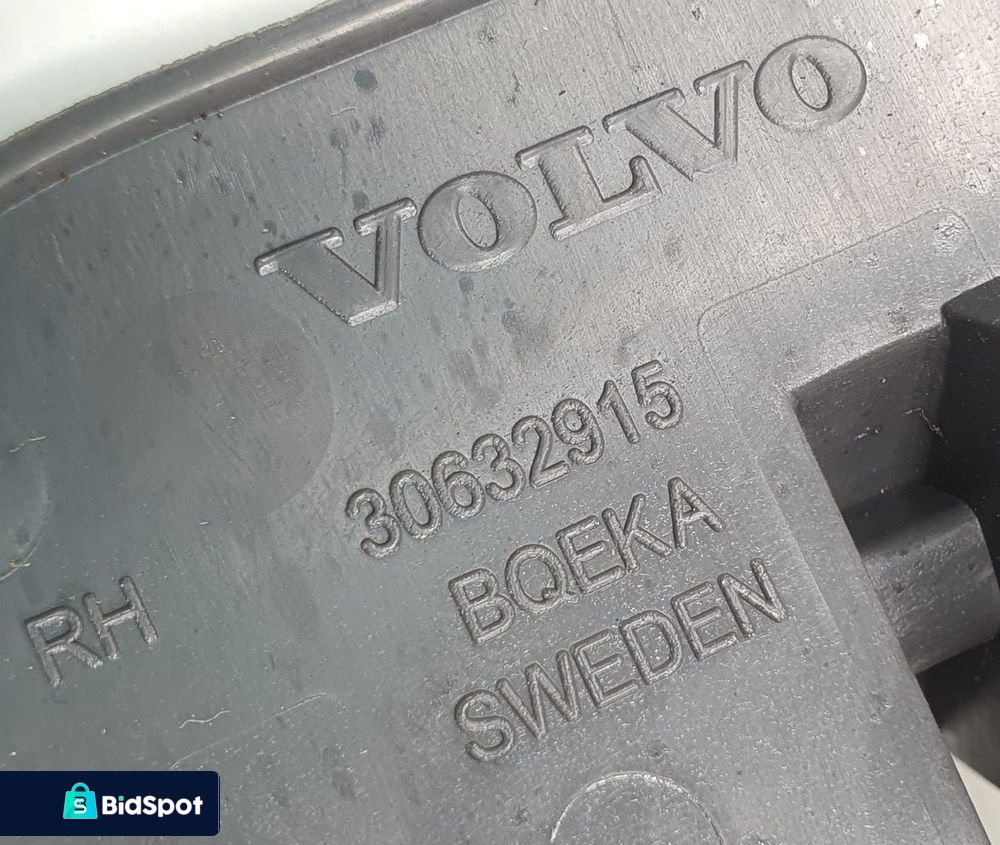 VOLVO
30632915
BQEKA
SWEDEN
RH
BidSpot